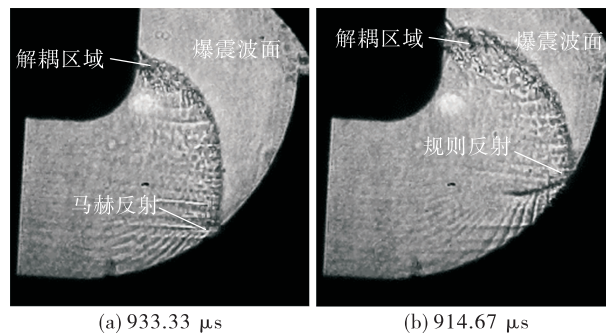 解耦区域
爆震波面
马赫反射
(a) 933.33 μs
解耦区域
爆震波面
规则反射
(b) 914.67 μs